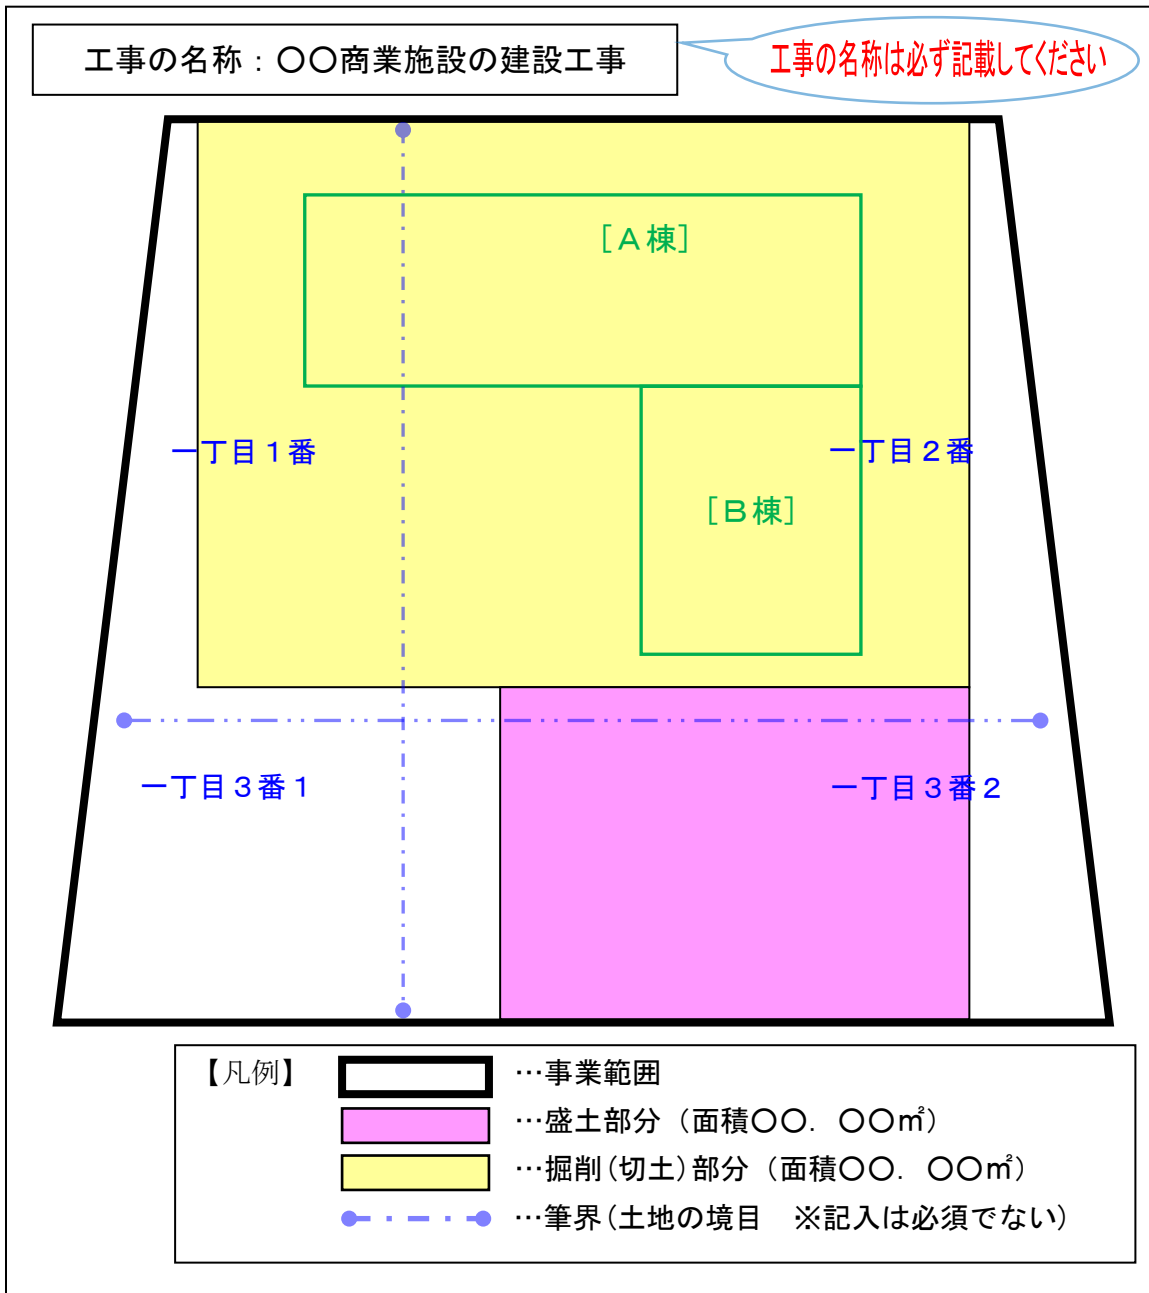 工事の名称：〇〇商業施設の建設工事
工事の名称は必ず記載してください
［Ａ棟］
一丁目１番
一丁目２番
［Ｂ棟］
一丁目３番１
一丁目３番２
【凡例】
…事業範囲
…盛土部分（面積〇〇．〇〇㎡）
…掘削(切土)部分（面積〇〇．〇〇㎡）
…筆界(土地の境目　※記入は必須でない)